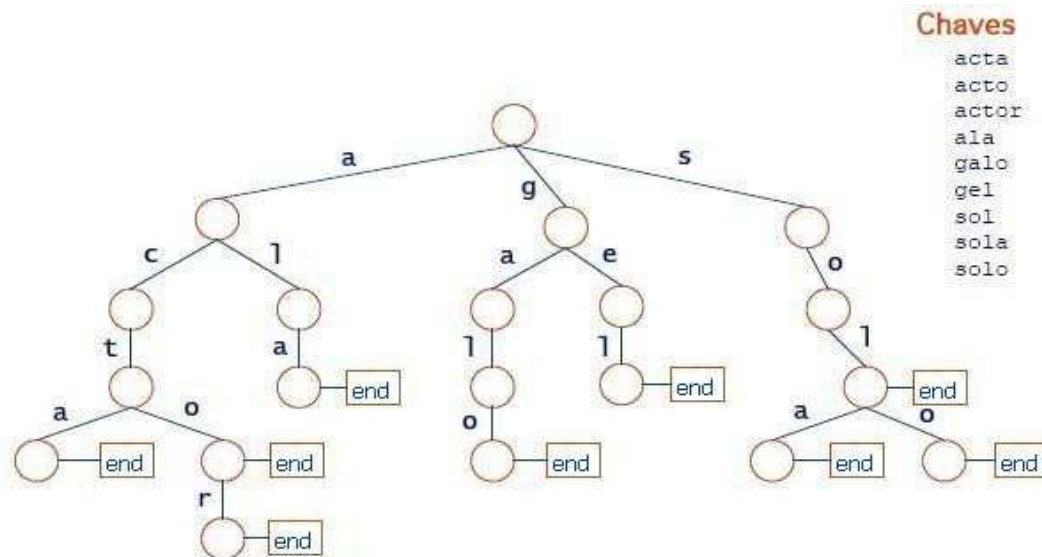 Chaves
acta
acto
actor
ala
galo
gel
sol
sola
solo
a
g
s
c
l
a
e
o
t
a
l
l
l
end
end
end
a
o
o
a
o
end
end
end
end
end
r
end